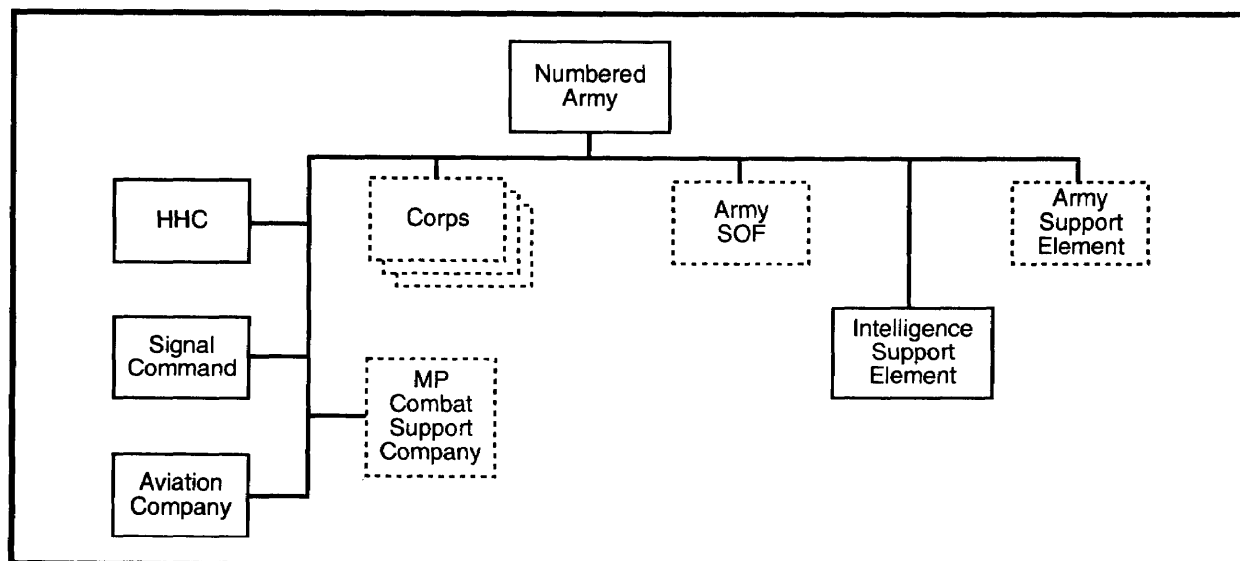 Numbered
Army
HHC
Corps
Army
SOF
Army
Support
Element
Signal
Command
Intelligence
Support
Element
MP
Combat
Support
Company
Aviation
Company